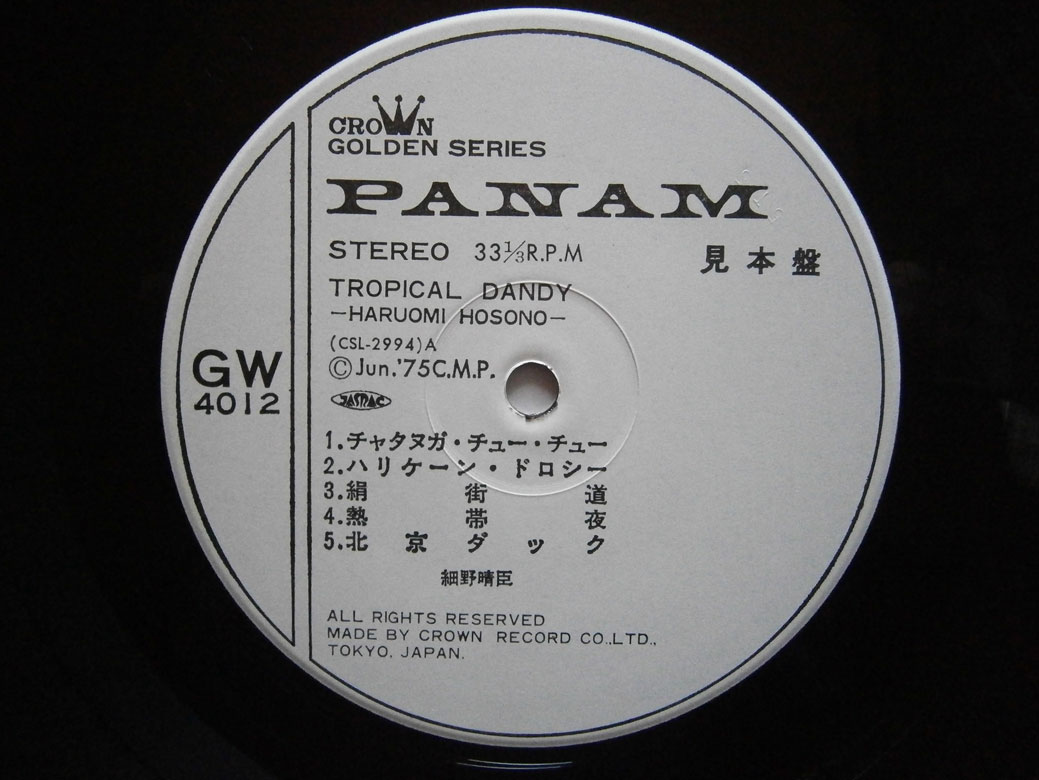 CROWN
GOLDEN SERIES
PANAM
STEREO 33⅓R.P.M
見本盤
TROPICAL DANDY
—HARUOMI HOSONO—
(CSL-2994)A
©Jun.'75C.M.P.
JASRAC
GW
4012
1.チャタヌガ・チュー・チュー
2.ハリケーン・ドロシー
3.絹街道
4.熱帯夜
5.北京ダック
細野晴臣
ALL RIGHTS RESERVED
MADE BY CROWN RECORD CO.,LTD.,
TOKYO. JAPAN.